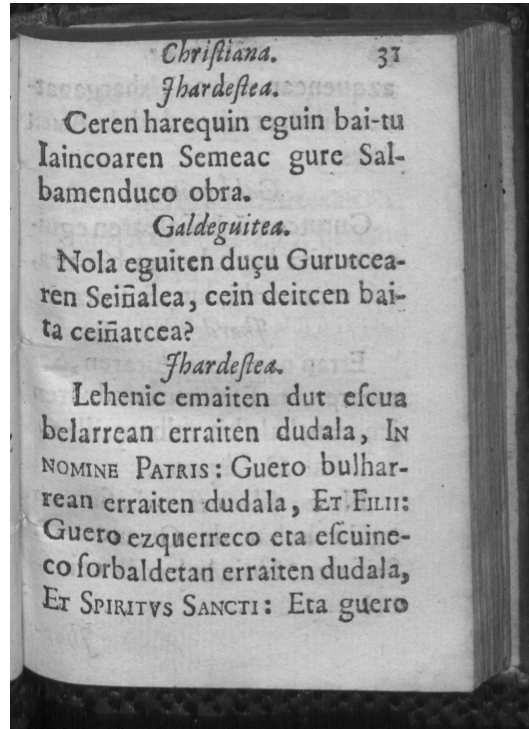 Chriſtiana. 31
Jhardeſtea.
Ceren harequin eguin bai-tu
Iaincoaren Semeac gure Sal-
bamenduco obra.
Galdeguitea.
Nola eguiten duçu Gurutcea-
ren Seiñalea, cein deitcen bai-
ta ceiñatcea?
Jhardeſtea.
Lehenic emaiten dut eſcua
belarrean erraiten dudala, IN
NOMINE PATRIS: Guero bulhar-
rean erraiten dudala, ET FILII:
Guero ezquerreco eta eſcuine-
co ſorbaldetan erraiten dudala,
ET SPIRITVS SANCTI: Eta guero